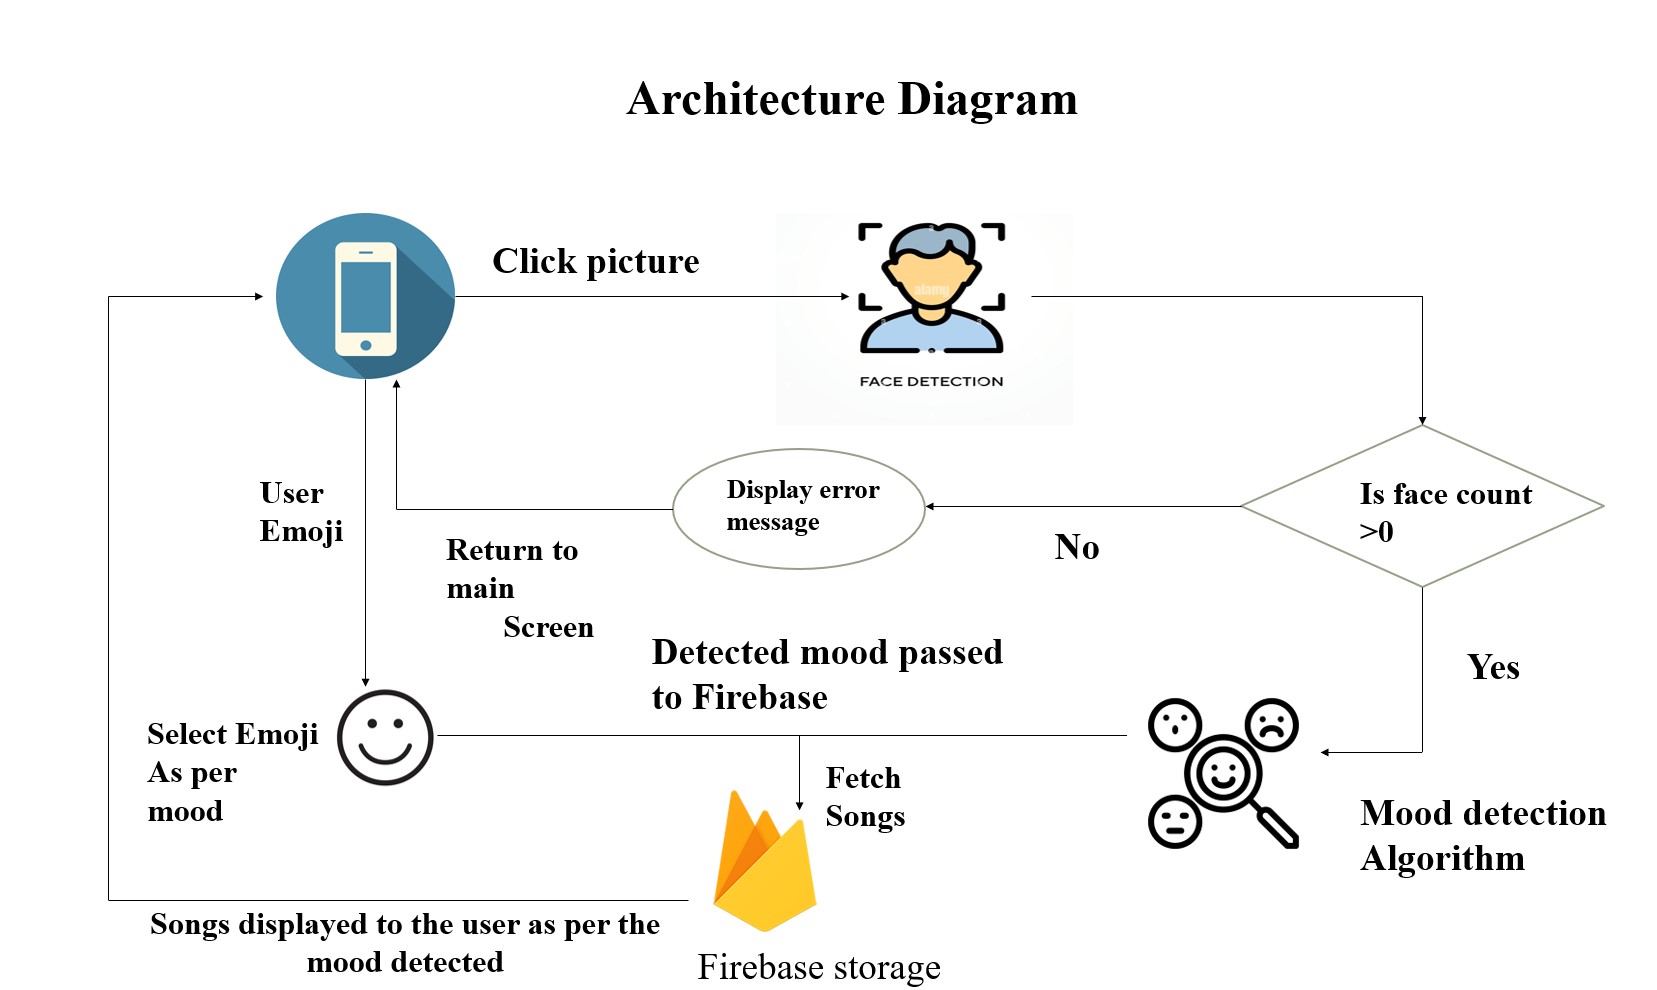 Architecture Diagram
Click picture
alamy
a
a
a
a
FACE DETECTION
User
Emoji
Display error
message
Is face count
>0
No
Return to
main
Screen
Detected mood passed
to Firebase
Yes
Select Emoji
As per
mood
Fetch
Songs
Mood detection
Algorithm
Songs displayed to the user as per the
mood detected
Firebase storage